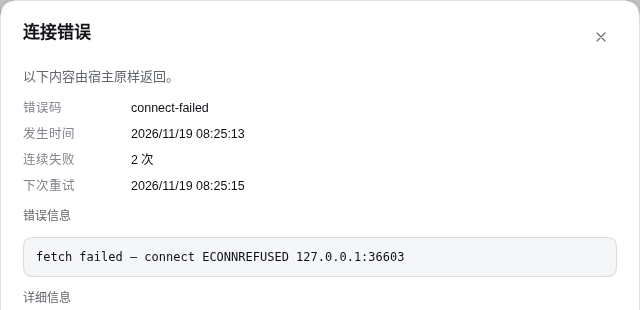 连接错误
以下内容由宿主原样返回。
错误码 connect-failed
发生时间 2026/11/19 08:25:13
连续失败 2 次
下次重试 2026/11/19 08:25:15
错误信息
fetch failed — connect ECONNREFUSED 127.0.0.1:36603
详细信息